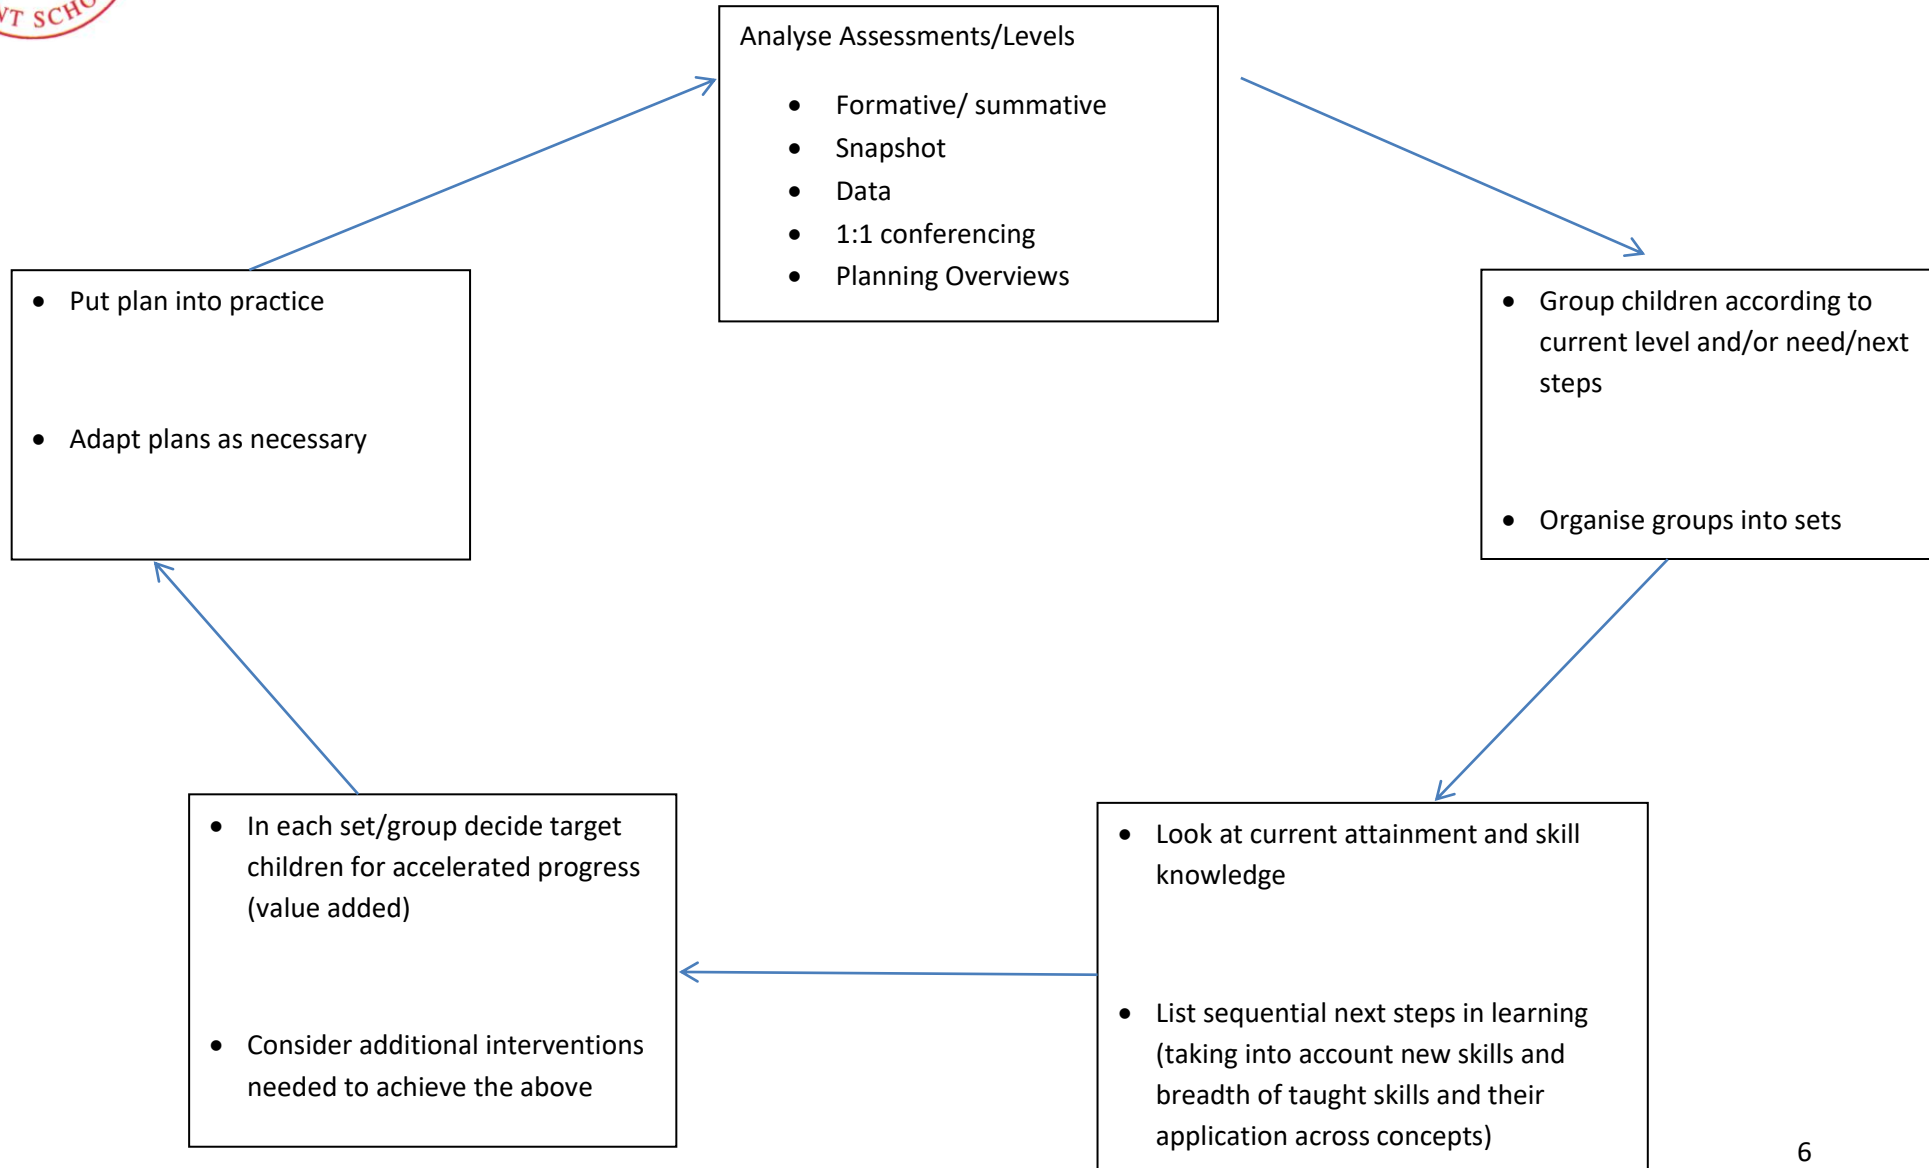 VT SCHO
Analyse Assessments/Levels
• Formative/ summative
• Snapshot
• Data
• 1:1 conferencing
• Planning Overviews
• Group children according to
current level and/or need/next
steps
• Organise groups into sets
• Look at current attainment and skill
knowledge
• List sequential next steps in learning
(taking into account new skills and
breadth of taught skills and their
application across concepts)
• In each set/group decide target
children for accelerated progress
(value added)
• Consider additional interventions
needed to achieve the above
• Put plan into practice
• Adapt plans as necessary
6